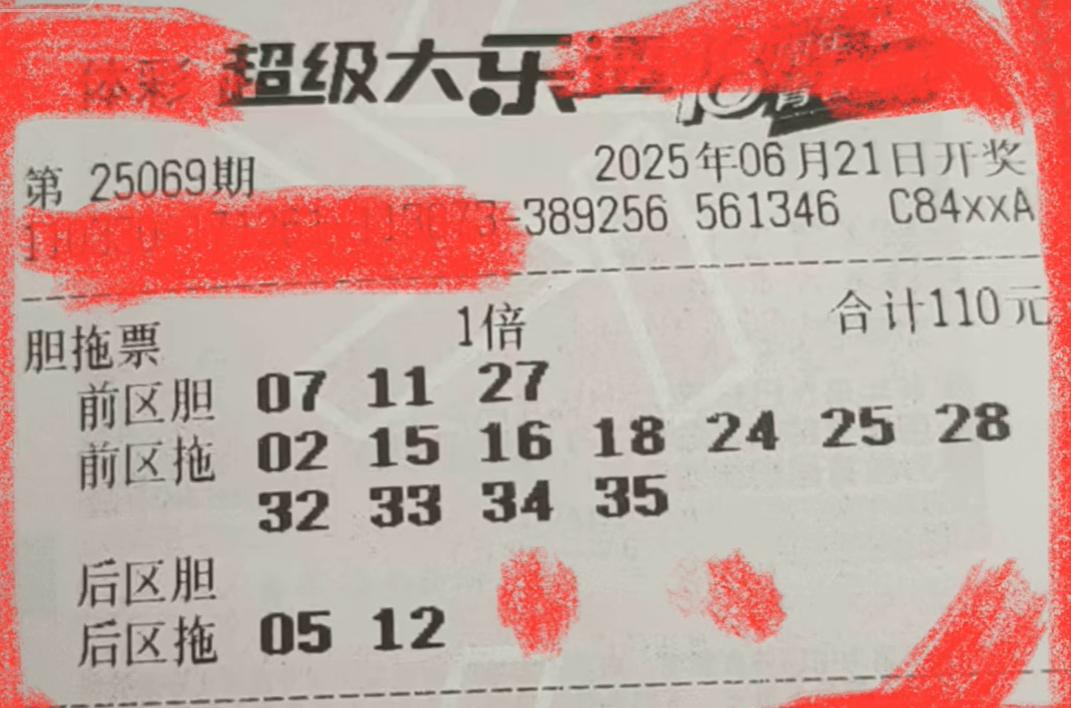 体彩 超级大乐
第 25069期 2025年06月21日开奖
-389256 561346 C84xxA
胆拖票 1倍 合计110元
前区胆 07 11 27
前区拖 02 15 16 18 24 25 28
32 33 34 35
后区胆
后区拖 05 12